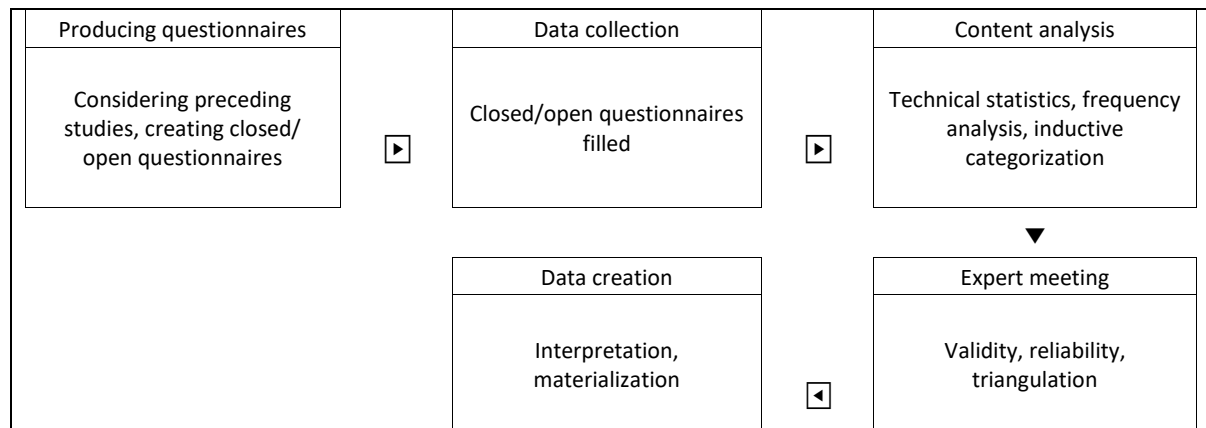 Producing questionnaires
Considering preceding
studies, creating closed/
open questionnaires
Data collection
Closed/open questionnaires
filled
Content analysis
Technical statistics, frequency
analysis, inductive
categorization
Expert meeting
Validity, reliability,
triangulation
Data creation
Interpretation,
materialization